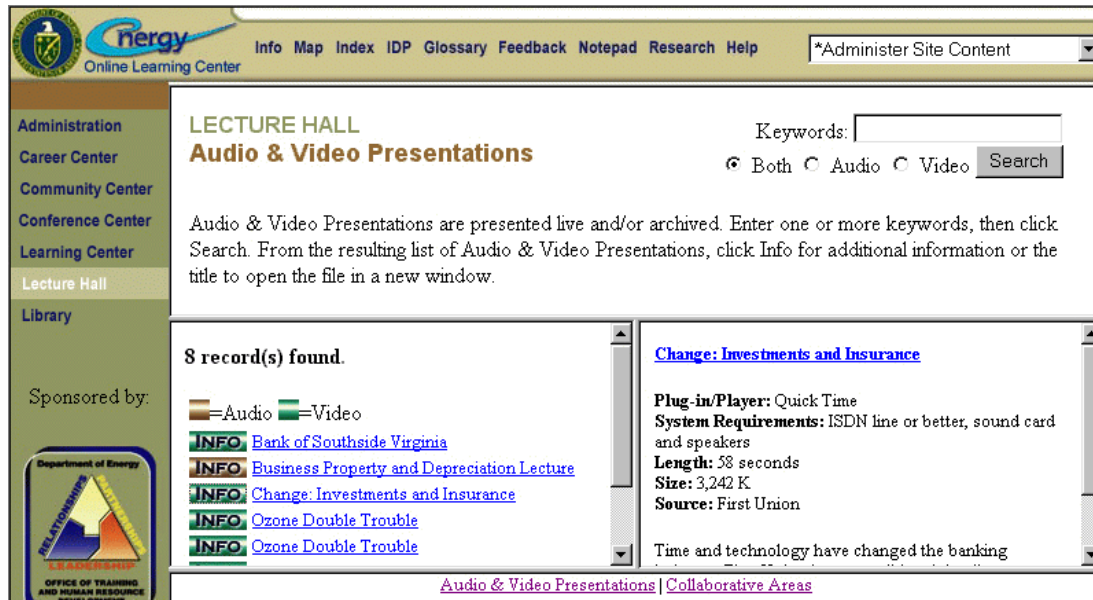 energy
Online Learning Center
Info Map Index IDP Glossary Feedback Notepad Research Help
*Administer Site Content
Administration
Career Center
Community Center
Conference Center
Learning Center
Lecture Hall
Library
Sponsored by:
Department of Energy
RELATIONSHIPS
PARTNERSHIPS
LEADERSHIP
OFFICE OF TRAINING
AND HUMAN RESOURCE
DEVELOPMENT
LECTURE HALL
Audio & Video Presentations
Keywords:
Both Audio Video Search
Audio & Video Presentations are presented live and/or archived. Enter one or more keywords, then click
Search. From the resulting list of Audio & Video Presentations, click Info for additional information or the
title to open the file in a new window.
8 record(s) found.
=Audio =Video
INFO Bank of Southside Virginia
INFO Business Property and Depreciation Lecture
INFO Change: Investments and Insurance
INFO Ozone Double Trouble
INFO Ozone Double Trouble
Change: Investments and Insurance
Plug-in/Player: Quick Time
System Requirements: ISDN line or better, sound card
and speakers
Length: 58 seconds
Size: 3,242 K
Source: First Union
Time and technology have changed the banking
Audio & Video Presentations | Collaborative Areas